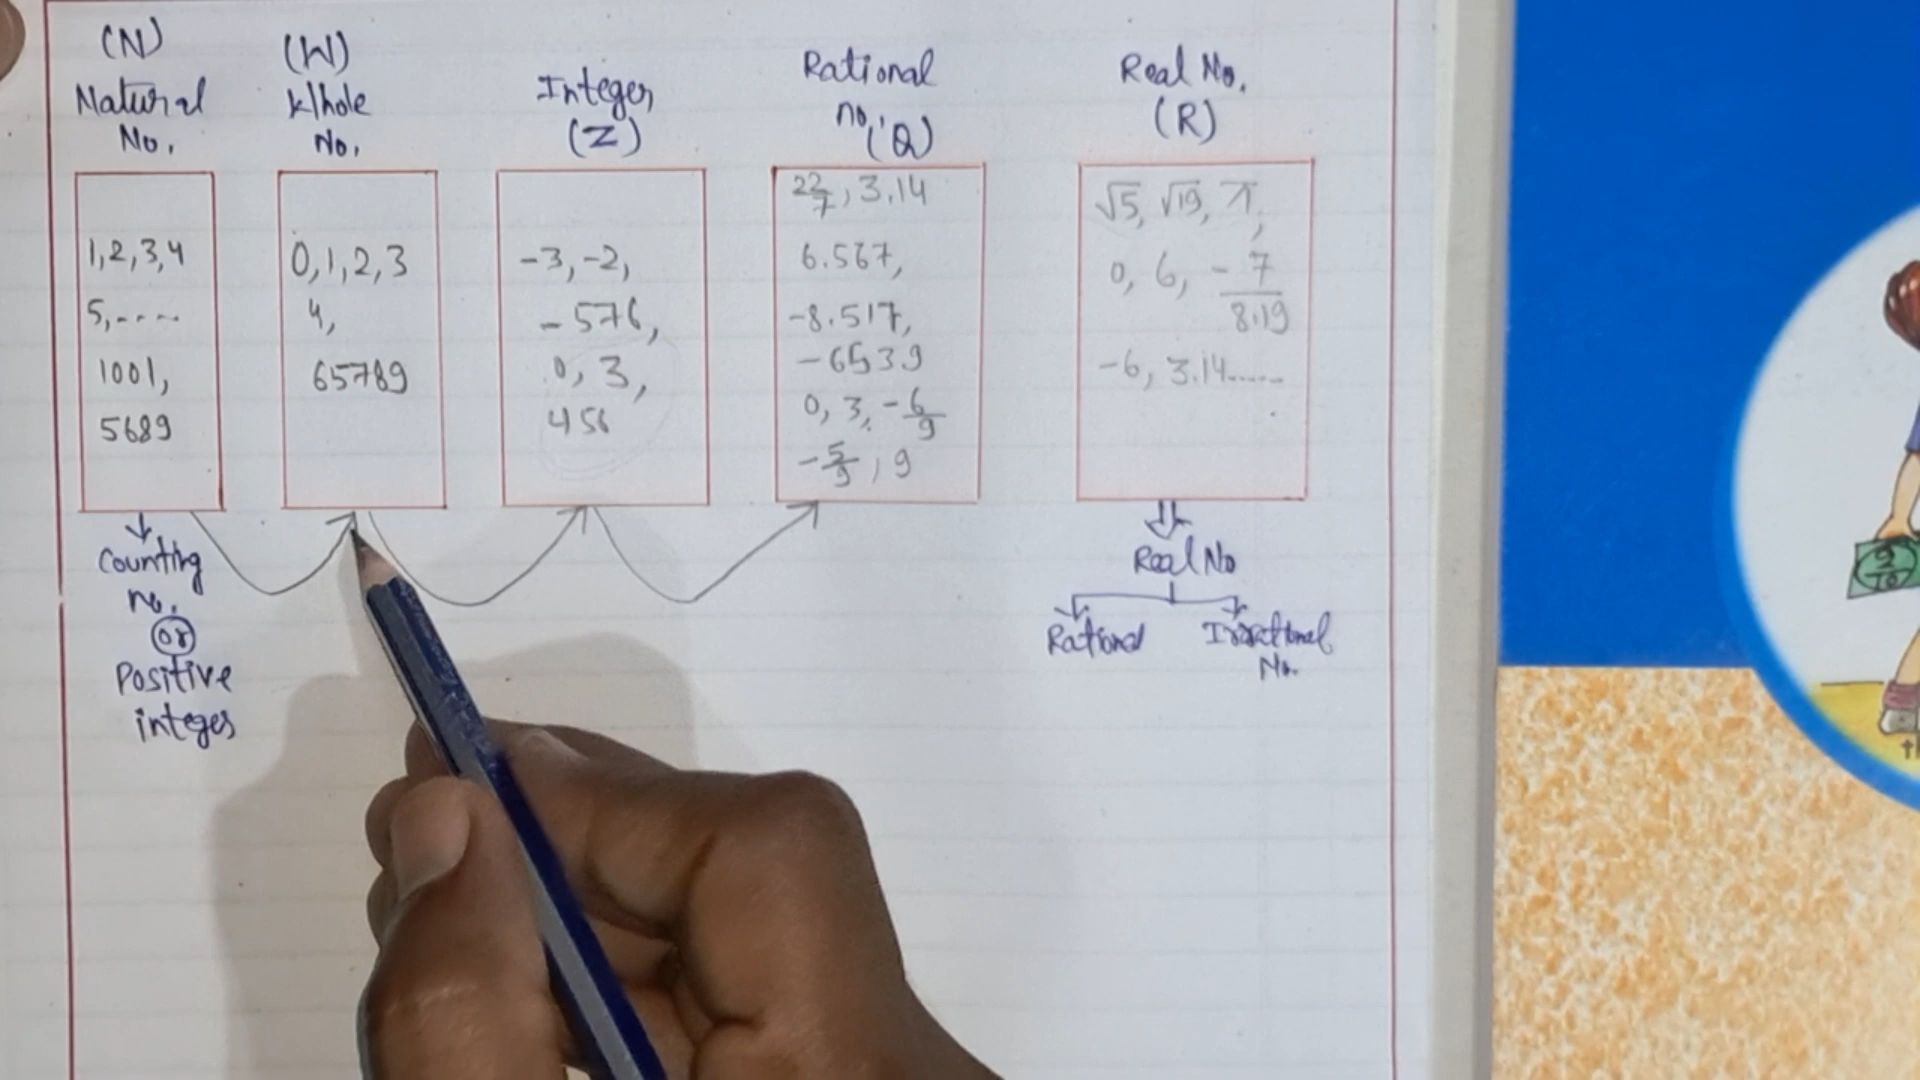 (N)
Natural
No.
1,2,3,4
5,----
1001,
5689
Counting
no.
or
Positive
integes
(W)
Whole
No.
0,1,2,3
4,
65789
Integer
(Z)
-3,-2,
-576,
0, 3,
456
Rational
no. (Q)
22/7, 3.14
6.567,
-8.517,
-6539
0, 3, -6/9
-5/9, 9
Real No.
(R)
√5, √19, π,
0, 6, -7/8.19
-6, 3.14.....
Real No
Rational
Irrational
No.
9/10